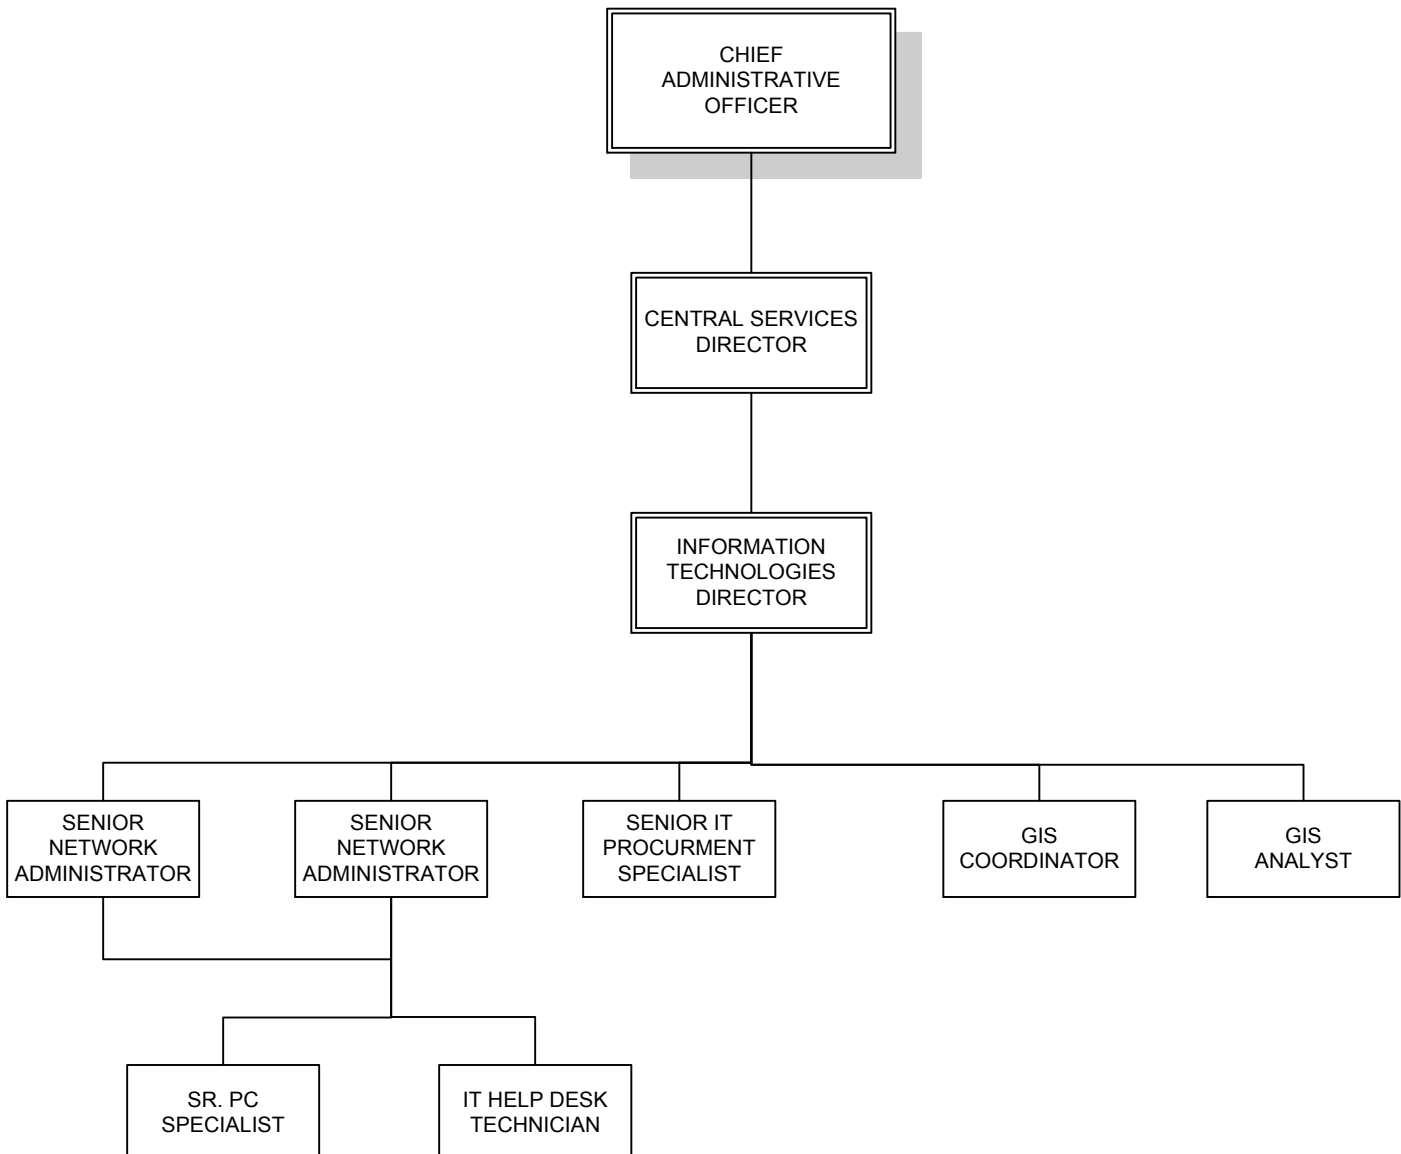 CHIEF
ADMINISTRATIVE
OFFICER
CENTRAL SERVICES
DIRECTOR
INFORMATION
TECHNOLOGIES
DIRECTOR
SENIOR
NETWORK
ADMINISTRATOR
SENIOR
NETWORK
ADMINISTRATOR
SENIOR IT
PROCURMENT
SPECIALIST
GIS
COORDINATOR
GIS
ANALYST
SR. PC
SPECIALIST
IT HELP DESK
TECHNICIAN